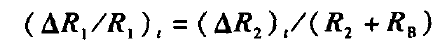 (ΔR₁/R₁)ₜ = (ΔR₂)ₜ/(R₂ + R_B)